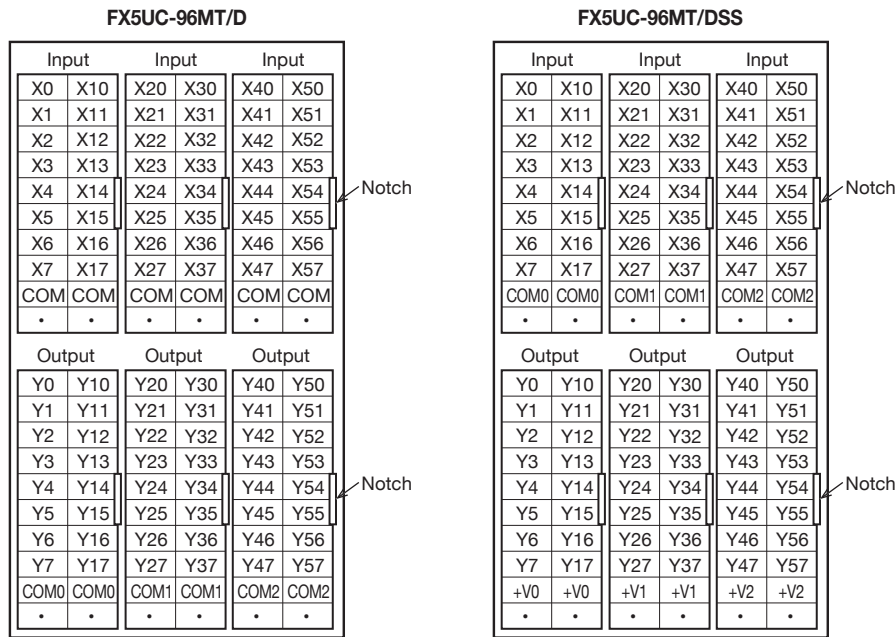 FX5UC-96MT/D
Input Input Input
X0 X10 X20 X30 X40 X50
X1 X11 X21 X31 X41 X51
X2 X12 X22 X32 X42 X52
X3 X13 X23 X33 X43 X53
X4 X14 X24 X34 X44 X54 Notch
X5 X15 X25 X35 X45 X55
X6 X16 X26 X36 X46 X56
X7 X17 X27 X37 X47 X57
COM COM COM COM COM COM
• • • • • •
Output Output Output
Y0 Y10 Y20 Y30 Y40 Y50
Y1 Y11 Y21 Y31 Y41 Y51
Y2 Y12 Y22 Y32 Y42 Y52
Y3 Y13 Y23 Y33 Y43 Y53
Y4 Y14 Y24 Y34 Y44 Y54 Notch
Y5 Y15 Y25 Y35 Y45 Y55
Y6 Y16 Y26 Y36 Y46 Y56
Y7 Y17 Y27 Y37 Y47 Y57
COM0 COM0 COM1 COM1 COM2 COM2
• • • • • •
FX5UC-96MT/DSS
Input Input Input
X0 X10 X20 X30 X40 X50
X1 X11 X21 X31 X41 X51
X2 X12 X22 X32 X42 X52
X3 X13 X23 X33 X43 X53
X4 X14 X24 X34 X44 X54 Notch
X5 X15 X25 X35 X45 X55
X6 X16 X26 X36 X46 X56
X7 X17 X27 X37 X47 X57
COM0 COM0 COM1 COM1 COM2 COM2
• • • • • •
Output Output Output
Y0 Y10 Y20 Y30 Y40 Y50
Y1 Y11 Y21 Y31 Y41 Y51
Y2 Y12 Y22 Y32 Y42 Y52
Y3 Y13 Y23 Y33 Y43 Y53
Y4 Y14 Y24 Y34 Y44 Y54 Notch
Y5 Y15 Y25 Y35 Y45 Y55
Y6 Y16 Y26 Y36 Y46 Y56
Y7 Y17 Y27 Y37 Y47 Y57
+V0 +V0 +V1 +V1 +V2 +V2
• • • • • •